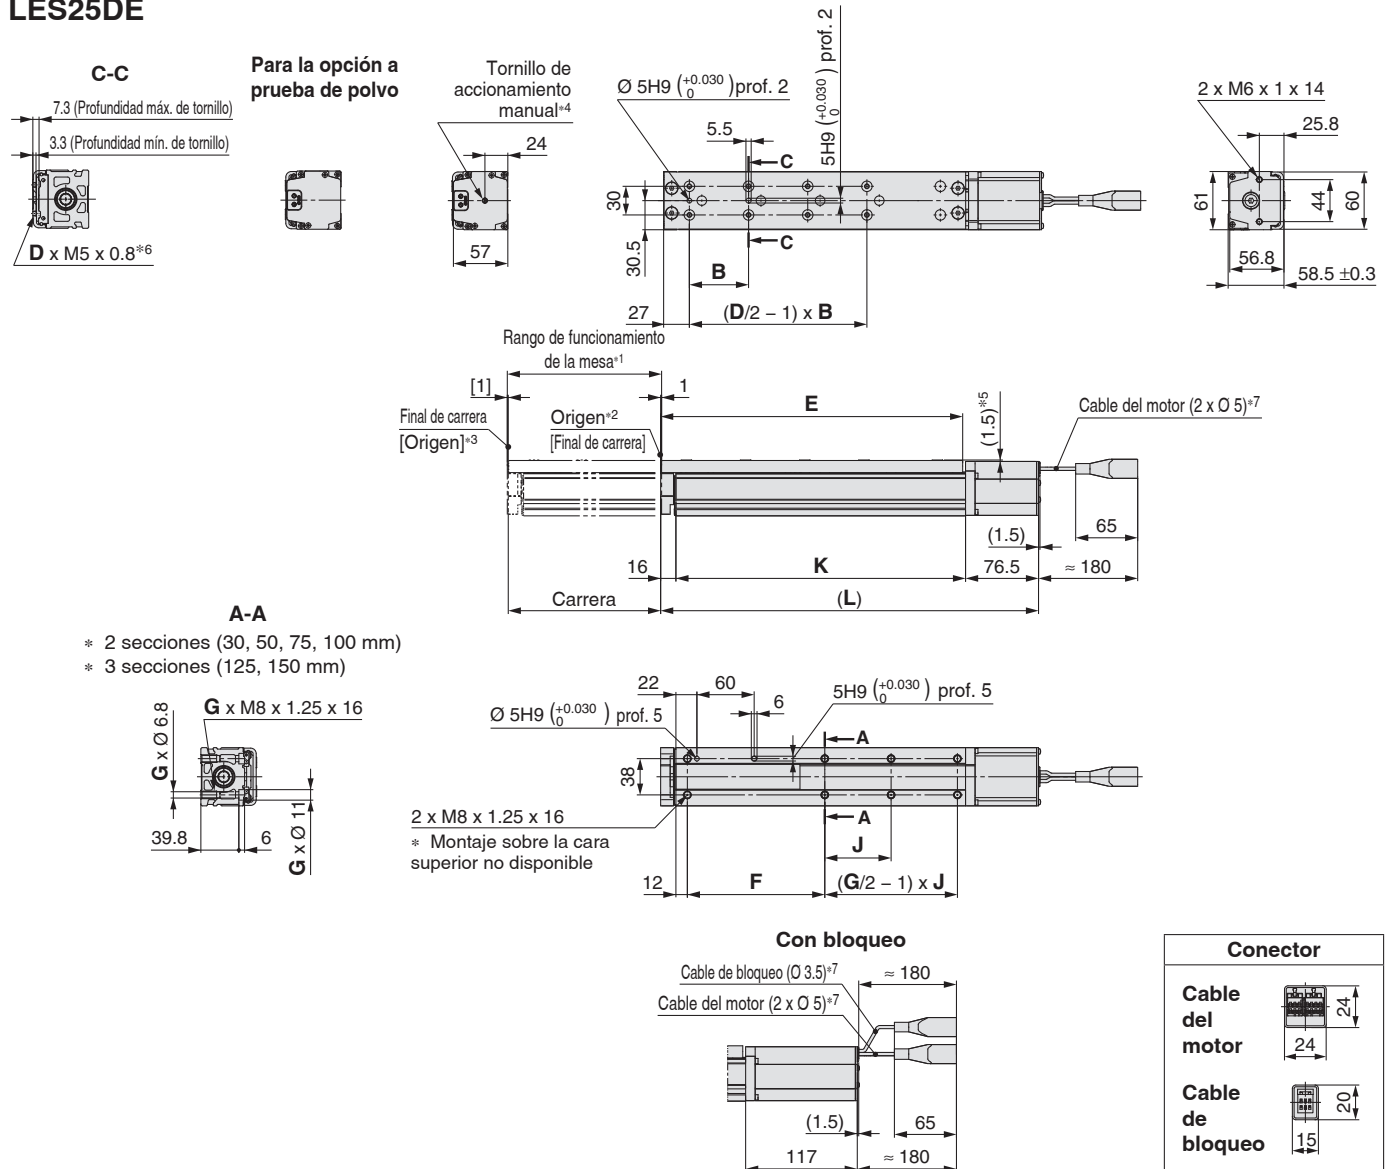 LES25DE
C-C
7.3 (Profundidad máx. de tornillo)
3.3 (Profundidad mín. de tornillo)
D x M5 x 0.8*6
Para la opción a
prueba de polvo
Tornillo de
accionamiento
manual*4
24
57
Ø 5H9 (+0.030 0) prof. 2
5H9 (+0.030 0) prof. 2
5.5
C
C
30
30.5
B
27
(D/2 − 1) x B
2 x M6 x 1 x 14
25.8
61
44
60
56.8
58.5 ±0.3
Rango de funcionamiento
de la mesa*1
[1]
1
Final de carrera
[Origen]*3
Origen*2
[Final de carrera]
E
(1.5)*5
Cable del motor (2 x Ø 5)*7
65
(1.5)
16
K
76.5
≈ 180
Carrera
(L)
A-A
* 2 secciones (30, 50, 75, 100 mm)
* 3 secciones (125, 150 mm)
G x M8 x 1.25 x 16
G x Ø 6.8
G x Ø 11
39.8
6
22
60
6
5H9 (+0.030 0) prof. 5
Ø 5H9 (+0.030 0) prof. 5
A
A
38
2 x M8 x 1.25 x 16
* Montaje sobre la cara
superior no disponible
J
12
F
(G/2 − 1) x J
Con bloqueo
Cable de bloqueo (Ø 3.5)*7
≈ 180
Cable del motor (2 x Ø 5)*7
(1.5)
65
117
≈ 180
Conector
Cable
del
motor
24
24
Cable
de
bloqueo
20
15